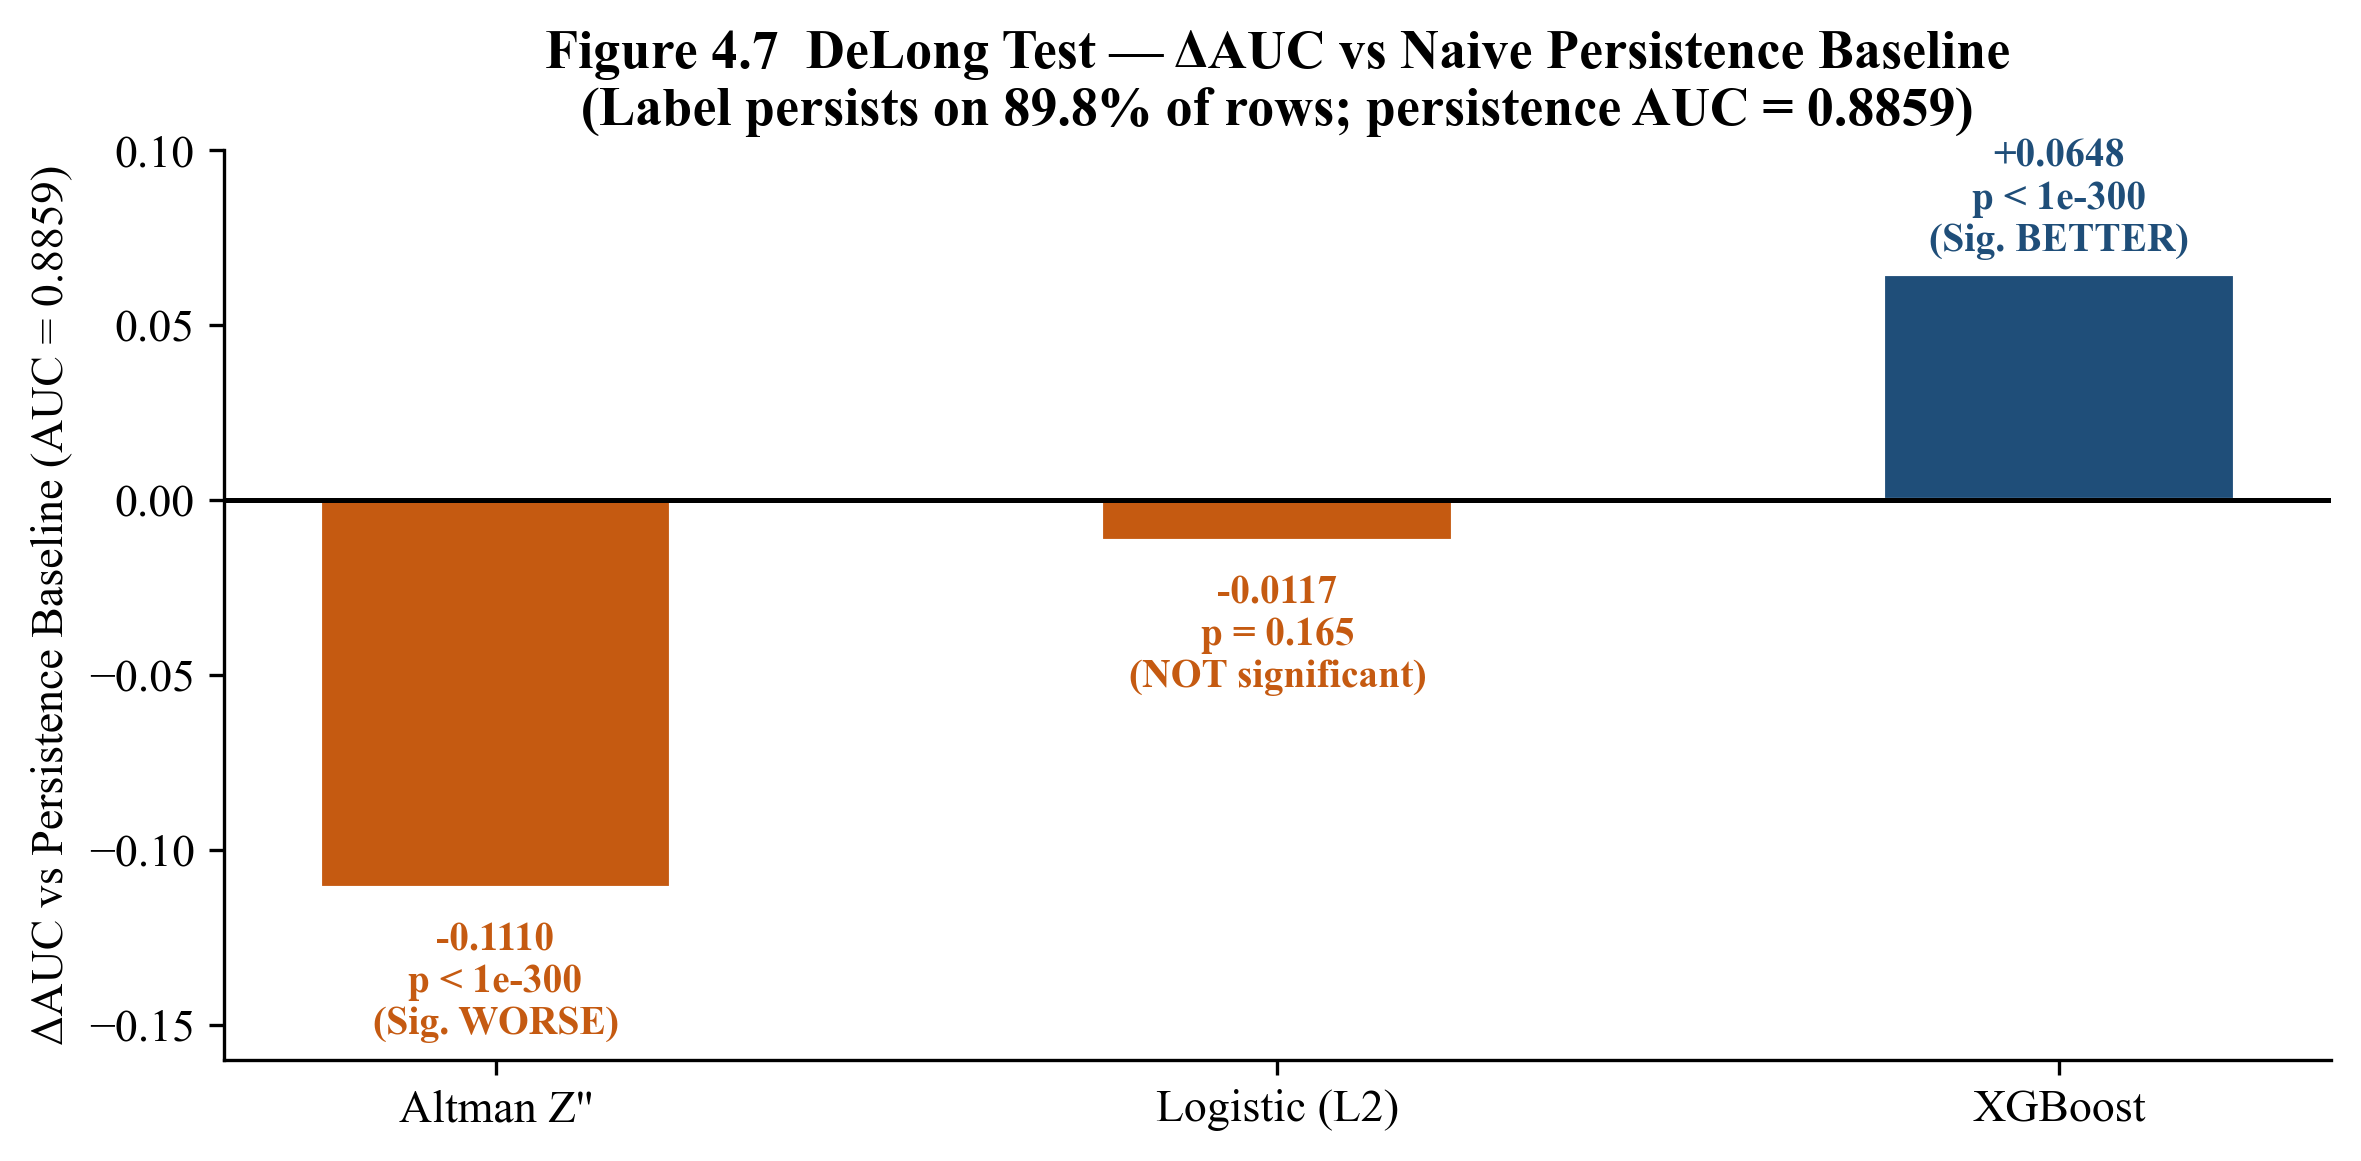 Figure 4.7  DeLong Test — ΔAUC vs Naive Persistence Baseline
(Label persists on 89.8% of rows; persistence AUC = 0.8859)
ΔAUC vs Persistence Baseline (AUC = 0.8859)
0.10
0.05
0.00
−0.05
−0.10
−0.15
-0.1110
p < 1e-300
(Sig. WORSE)
-0.0117
p = 0.165
(NOT significant)
+0.0648
p < 1e-300
(Sig. BETTER)
Altman Z"
Logistic (L2)
XGBoost